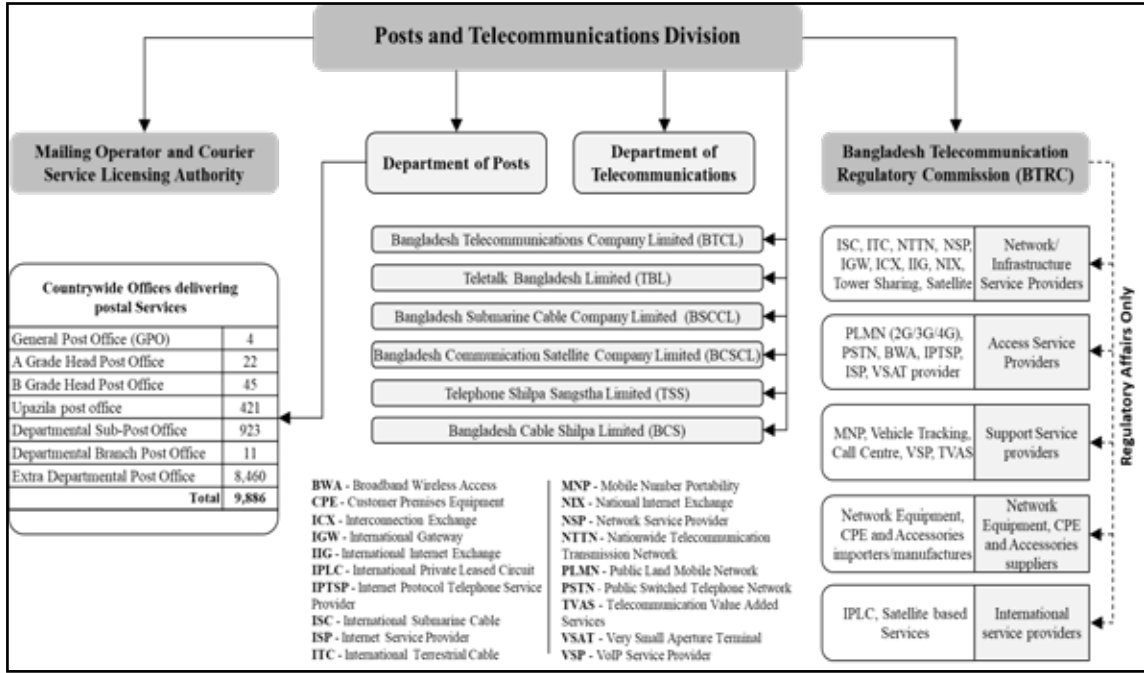 Posts and Telecommunications Division
Mailing Operator and Courier
Service Licensing Authority
Department of Posts
Department of
Telecommunications
Bangladesh Telecommunication
Regulatory Commission (BTRC)
Countrywide Offices delivering
postal Services
General Post Office (GPO) 4
A Grade Head Post Office 22
B Grade Head Post Office 45
Upazila post office 421
Departmental Sub-Post Office 923
Departmental Branch Post Office 11
Extra Departmental Post Office 8,460
Total 9,886
Bangladesh Telecommunications Company Limited (BTCL)
Teletalk Bangladesh Limited (TBL)
Bangladesh Submarine Cable Company Limited (BSCCL)
Bangladesh Communication Satellite Company Limited (BCSCL)
Telephone Shilpa Sangstha Limited (TSS)
Bangladesh Cable Shilpa Limited (BCS)
BWA - Broadband Wireless Access
CPE - Customer Premises Equipment
ICX - Interconnection Exchange
IGW - International Gateway
IIG - International Internet Exchange
IPLC - International Private Leased Circuit
IPTSP - Internet Protocol Telephone Service
Provider
ISC - International Submarine Cable
ISP - Internet Service Provider
ITC - International Terrestrial Cable
MNP - Mobile Number Portability
NIX - National Internet Exchange
NSP - Network Service Provider
NTTN - Nationwide Telecommunication
Transmission Network
PLMN - Public Land Mobile Network
PSTN - Public Switched Telephone Network
TVAS - Telecommunication Value Added
Services
VSAT - Very Small Aperture Terminal
VSP - VoIP Service Provider
ISC, ITC, NTTN, NSP,
IGW, ICX, IIG, NIX,
Tower Sharing, Satellite
Network/
Infrastructure
Service Providers
PLMN (2G/3G/4G),
PSTN, BWA, IPTSP,
ISP, VSAT provider
Access Service
Providers
MNP, Vehicle Tracking,
Call Centre, VSP, TVAS
Support Service
providers
Network Equipment,
CPE and Accessories
importers/manufactures
Network
Equipment, CPE
and Accessories
suppliers
IPLC, Satellite based
Services
International
service providers
Regulatory Affairs Only